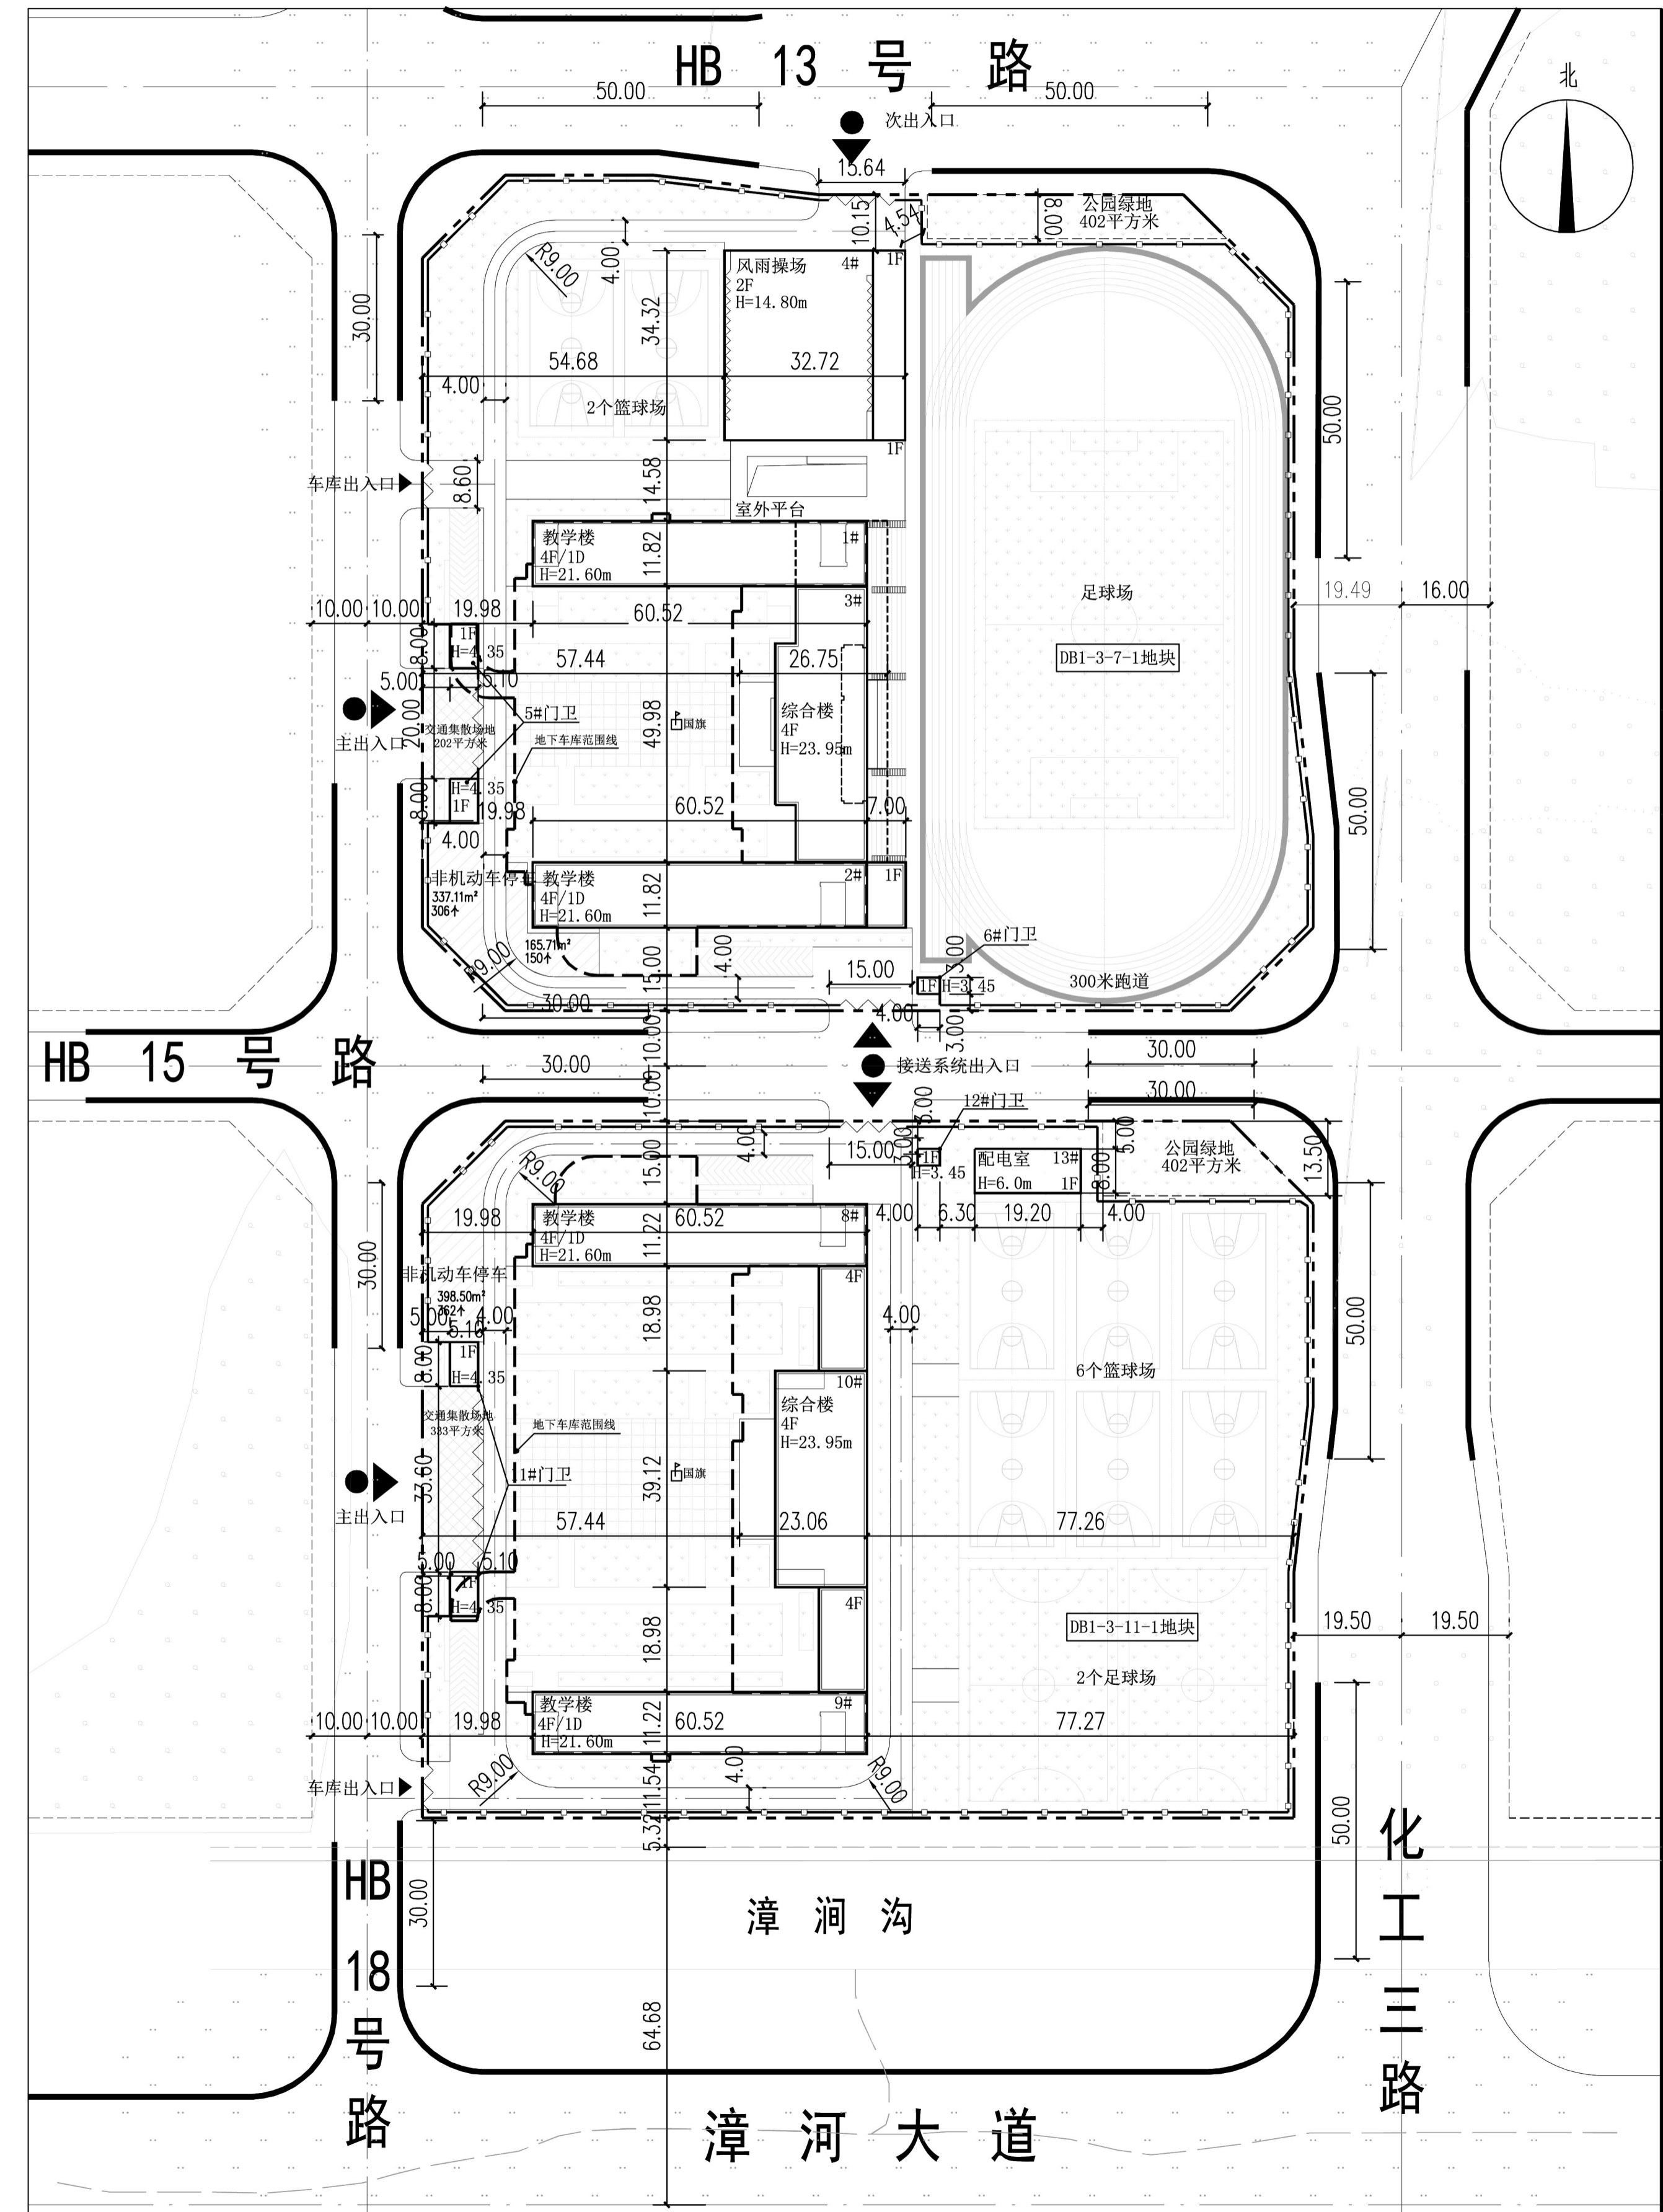 HB 13 号 路
北
50.00
50.00
次出入口
15.64
10.15
4.54
8.00
公园绿地
402平方米
R9.00
4.00
30.00
34.32
风雨操场
4#
1F
2F
H=14.80m
54.68
32.72
4.00
2个篮球场
50.00
1F
车库出入口
8.60
14.58
室外平台
教学楼
1#
4F/1D
H=21.60m
11.82
足球场
19.49
16.00
10.00
10.00
19.98
60.52
3#
8.00
1F
H=4.35
57.44
26.75
DB1-3-7-1地块
5.00
5.10
20.00
主出入口
交通集散场地
202平方米
5#门卫
地下车库范围线
49.98
国旗
综合楼
4F
H=23.95m
8.00
H=4.35
1F
19.98
60.52
7.00
50.00
4.00
非机动车停车
337.11m²
306个
教学楼
2#
1F
4F/1D
H=21.60m
11.82
R9.00
165.71m²
150个
15.00
4.00
15.00
6#门卫
3.00
1F
H=3.45
300米跑道
30.00
4.00
3.00
10.00
HB 15 号 路
30.00
接送系统出入口
30.00
10.00
30.00
3.00
12#门卫
15.00
4.00
15.00
3.00
1F
H=3.45
配电室
13#
H=6.0m
1F
5.00
8.00
公园绿地
402平方米
13.50
R9.00
19.98
教学楼
60.52
8#
4F/1D
H=21.60m
11.22
4.00
6.30
19.20
4.00
30.00
非机动车停车
398.50m²
362个
4F
5.00
5.10
4.00
18.98
4.00
50.00
8.00
1F
H=4.35
6个篮球场
10#
交通集散场地
333平方米
地下车库范围线
综合楼
4F
H=23.95m
33.60
11#门卫
39.12
国旗
主出入口
57.44
23.06
77.26
5.00
5.10
8.00
1F
H=4.35
4F
18.98
DB1-3-11-1地块
19.50
19.50
2个足球场
10.00
10.00
19.98
教学楼
60.52
9#
4F/1D
H=21.60m
11.22
77.27
车库出入口
R9.00
11.54
4.00
R9.00
5.32
50.00
30.00
漳 涧 沟
HB 18 号 路
化 工 三 路
64.68
漳 河 大 道